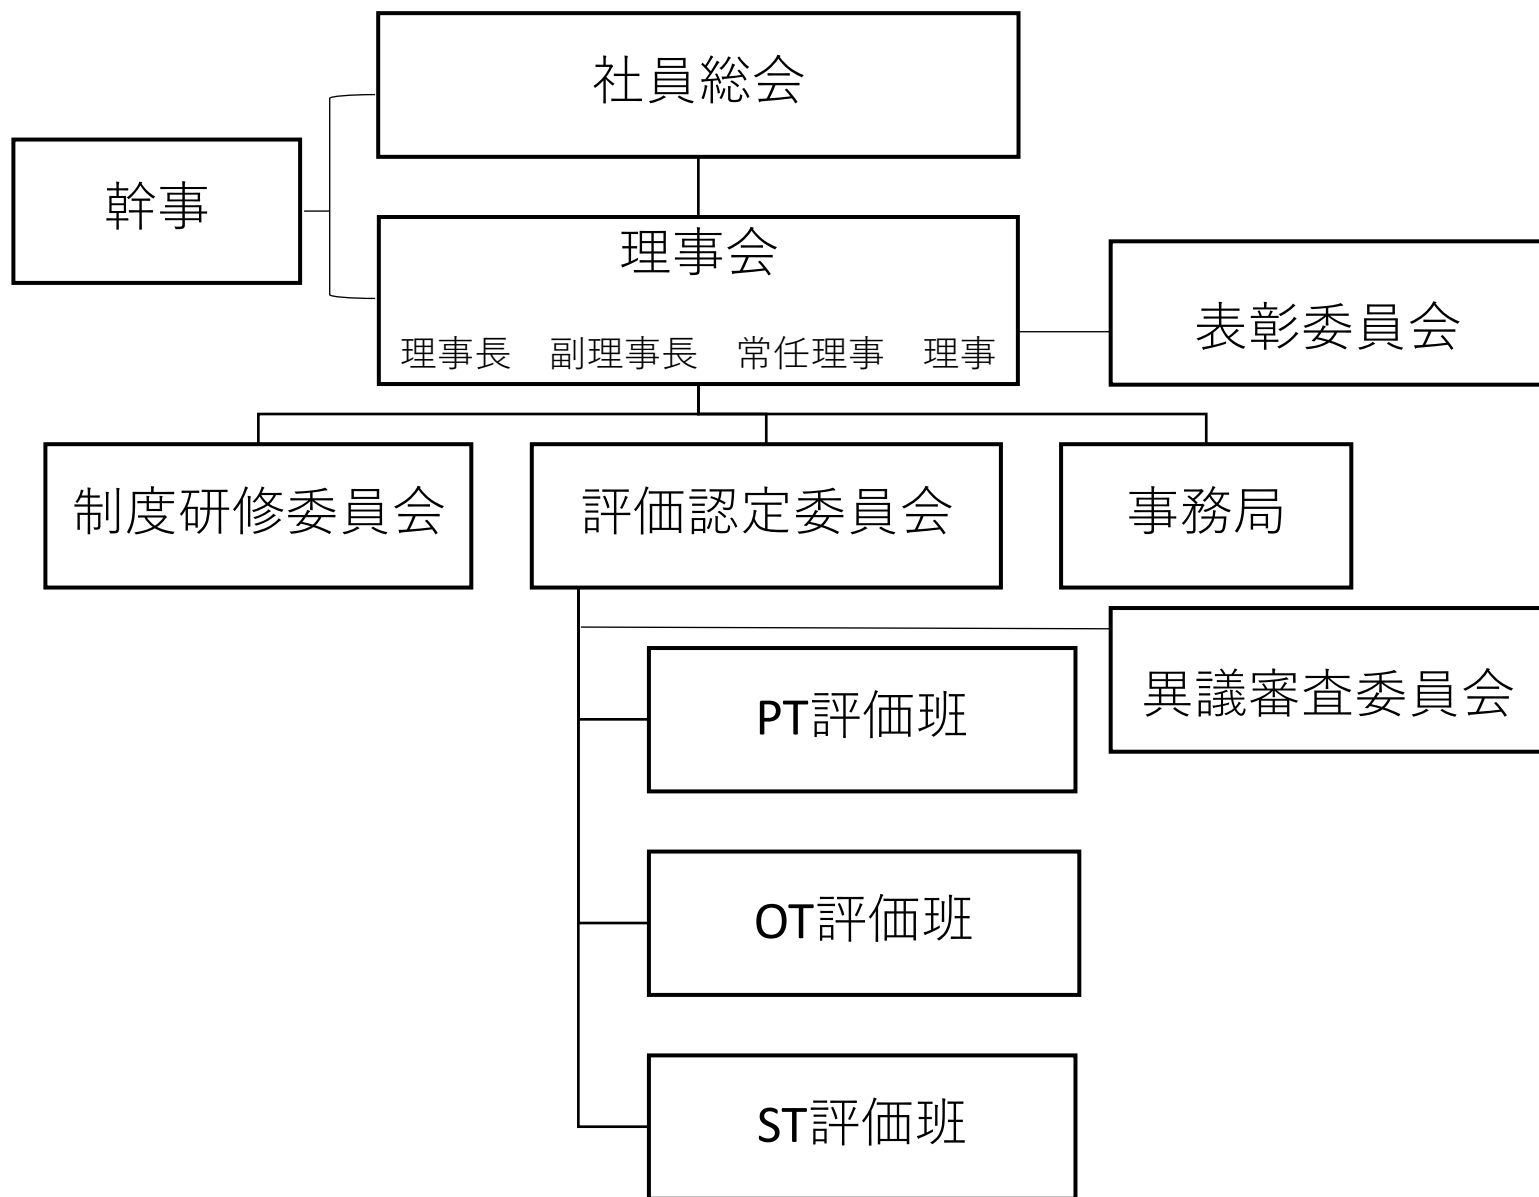 社員総会
幹事
理事会
理事長　副理事長　常任理事　理事
表彰委員会
制度研修委員会
評価認定委員会
事務局
異議審査委員会
PT評価班
OT評価班
ST評価班